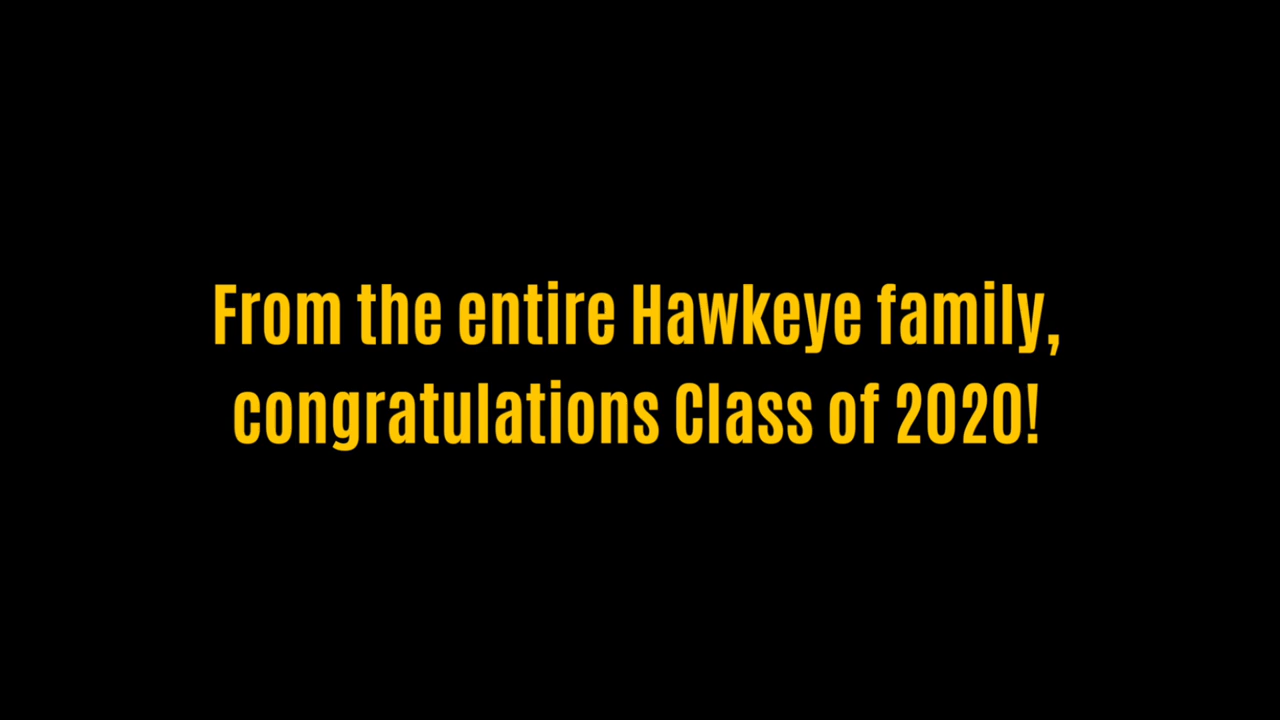 From the entire Hawkeye family,
congratulations Class of 2020!